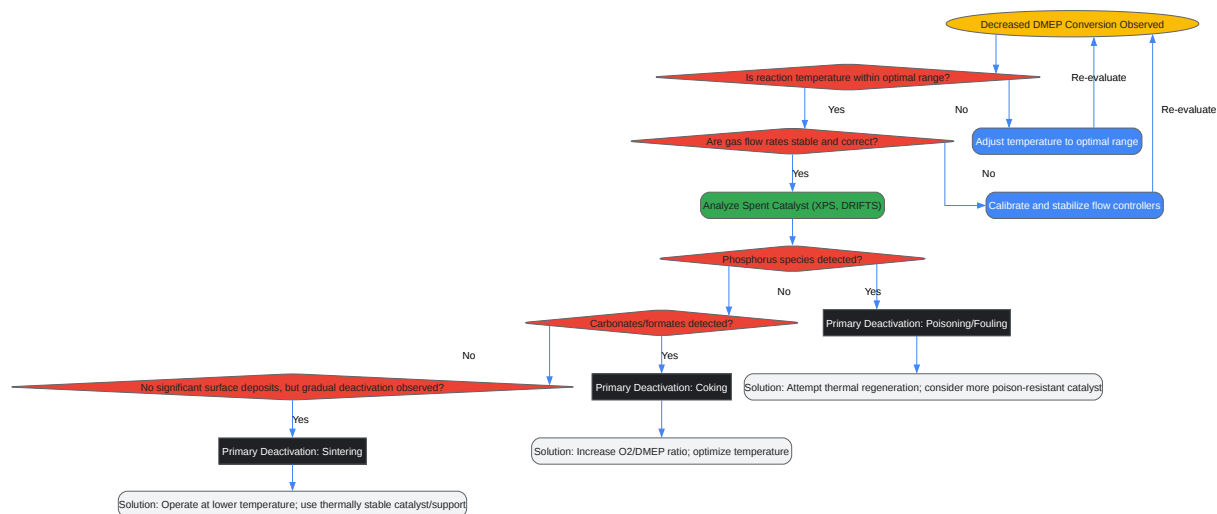 Decreased DMEP Conversion Observed
Is reaction temperature within optimal range?
Re-evaluate
Yes
No
Re-evaluate
Are gas flow rates stable and correct?
Adjust temperature to optimal range
Yes
No
Analyze Spent Catalyst (XPS, DRIFTS)
Calibrate and stabilize flow controllers
Phosphorus species detected?
No
Yes
Carbonates/formates detected?
Primary Deactivation: Poisoning/Fouling
No
Yes
No significant surface deposits, but gradual deactivation observed?
Primary Deactivation: Coking
Solution: Attempt thermal regeneration; consider more poison-resistant catalyst
Yes
Primary Deactivation: Sintering
Solution: Increase O2/DMEP ratio; optimize temperature
Solution: Operate at lower temperature; use thermally stable catalyst/support